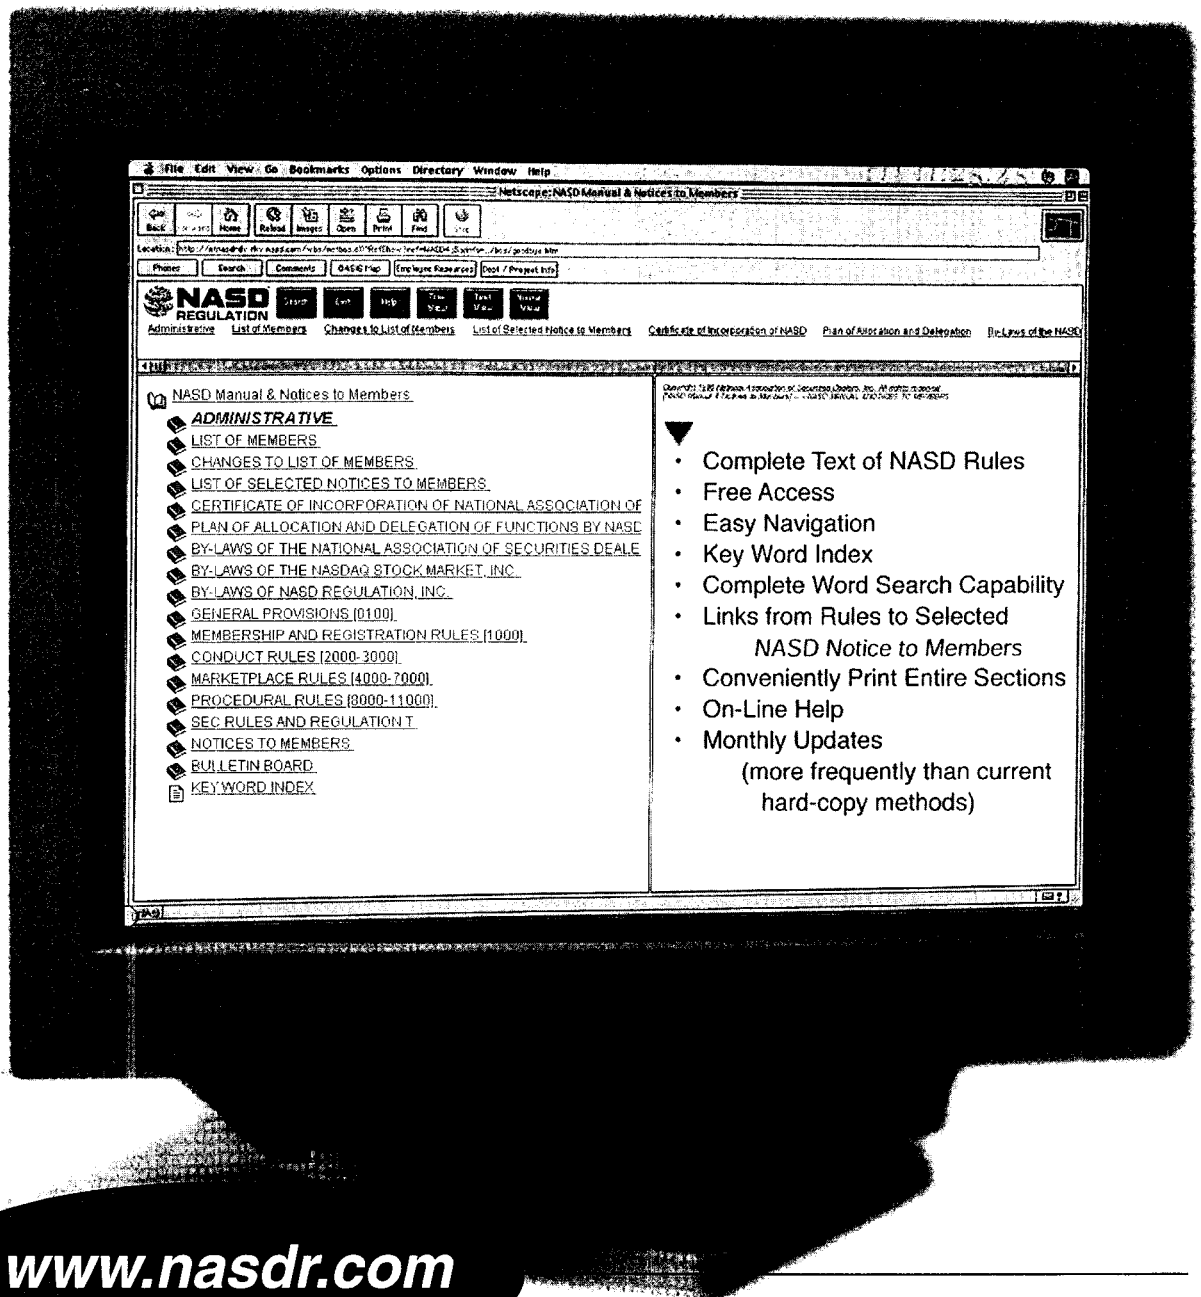 File Edit View Go Bookmarks Options Directory Window Help
Netscape: NASD Manual & Notices to Members
Back Home Reload Images Open Print Find
Location:
Phones Search Comments Employee Resources Dept / Project Info
NASD
REGULATION
Search Exit Help Tree View Text View
Administrative List of Members Changes to List of Members List of Selected Notice to Members Certificate of Incorporation of NASD Plan of Allocation and Delegation By-Laws of the NASD
NASD Manual & Notices to Members
ADMINISTRATIVE
LIST OF MEMBERS
CHANGES TO LIST OF MEMBERS
LIST OF SELECTED NOTICES TO MEMBERS
CERTIFICATE OF INCORPORATION OF NATIONAL ASSOCIATION OF
PLAN OF ALLOCATION AND DELEGATION OF FUNCTIONS BY NASD
BY-LAWS OF THE NATIONAL ASSOCIATION OF SECURITIES DEALE
BY-LAWS OF THE NASDAQ STOCK MARKET, INC.
BY-LAWS OF NASD REGULATION, INC.
GENERAL PROVISIONS [0100]
MEMBERSHIP AND REGISTRATION RULES [1000]
CONDUCT RULES [2000-3000]
MARKETPLACE RULES [4000-7000]
PROCEDURAL RULES [8000-11000]
SEC RULES AND REGULATION T
NOTICES TO MEMBERS
BULLETIN BOARD
KEY WORD INDEX
• Complete Text of NASD Rules
• Free Access
• Easy Navigation
• Key Word Index
• Complete Word Search Capability
• Links from Rules to Selected
NASD Notice to Members
• Conveniently Print Entire Sections
• On-Line Help
• Monthly Updates
(more frequently than current
hard-copy methods)
www.nasdr.com